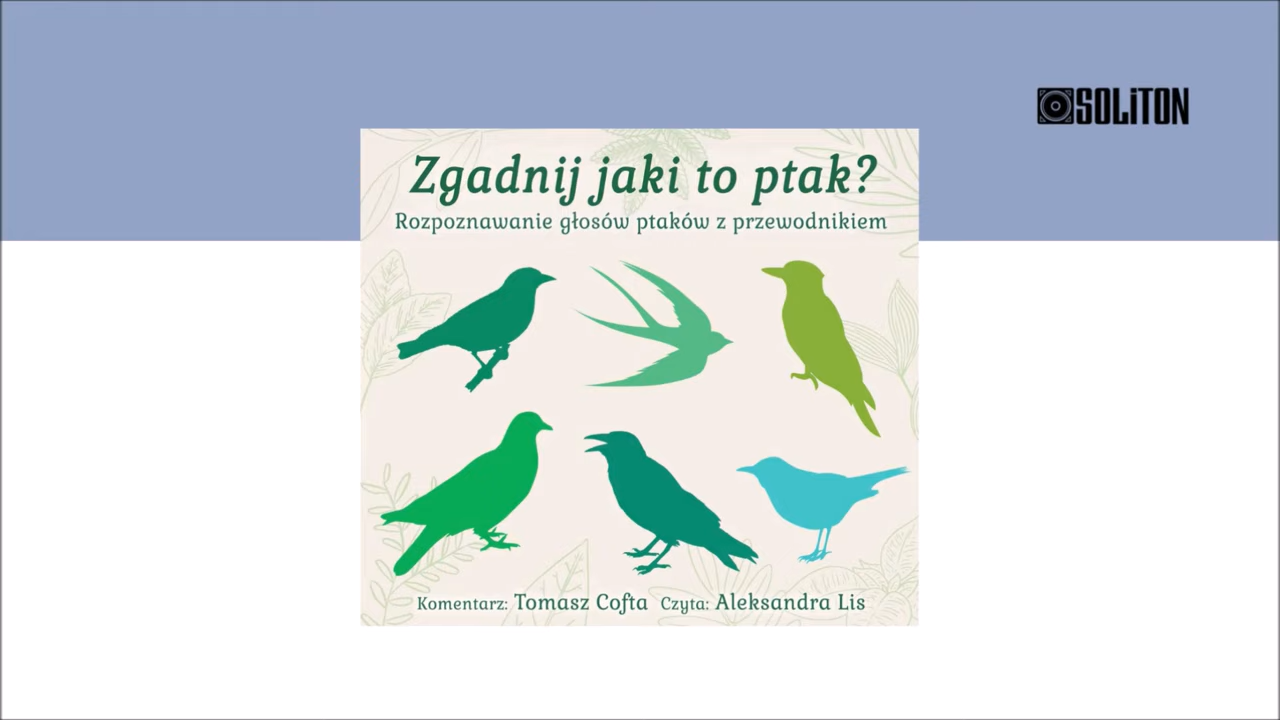 SOLiTON
Zgadnij jaki to ptak?
Rozpoznawanie głosów ptaków z przewodnikiem
Komentarz: Tomasz Cofta Czyta: Aleksandra Lis